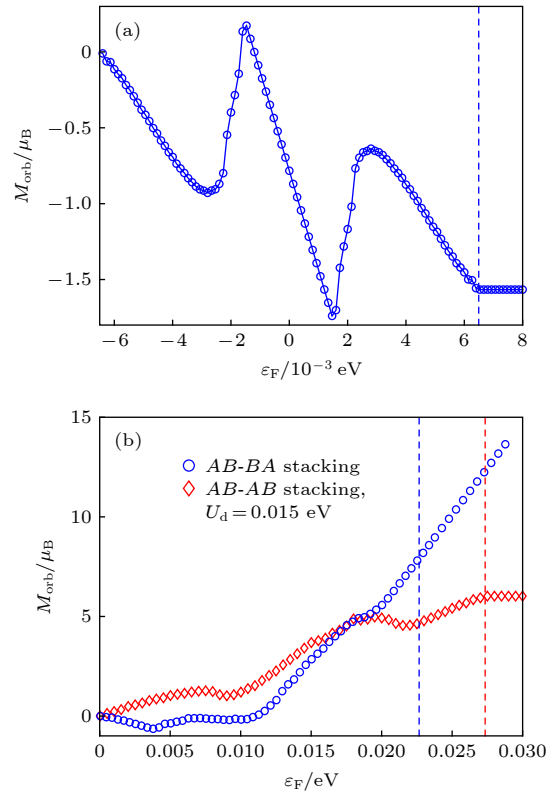 (a)
0
−0.5
−1.0
−1.5
M_orb/μ_B
−6 −4 −2 0 2 4 6 8
ε_F/10⁻³ eV
(b)
15
10
5
0
AB-BA stacking
AB-AB stacking,
U_d=0.015 eV
M_orb/μ_B
0 0.005 0.010 0.015 0.020 0.025 0.030
ε_F/eV